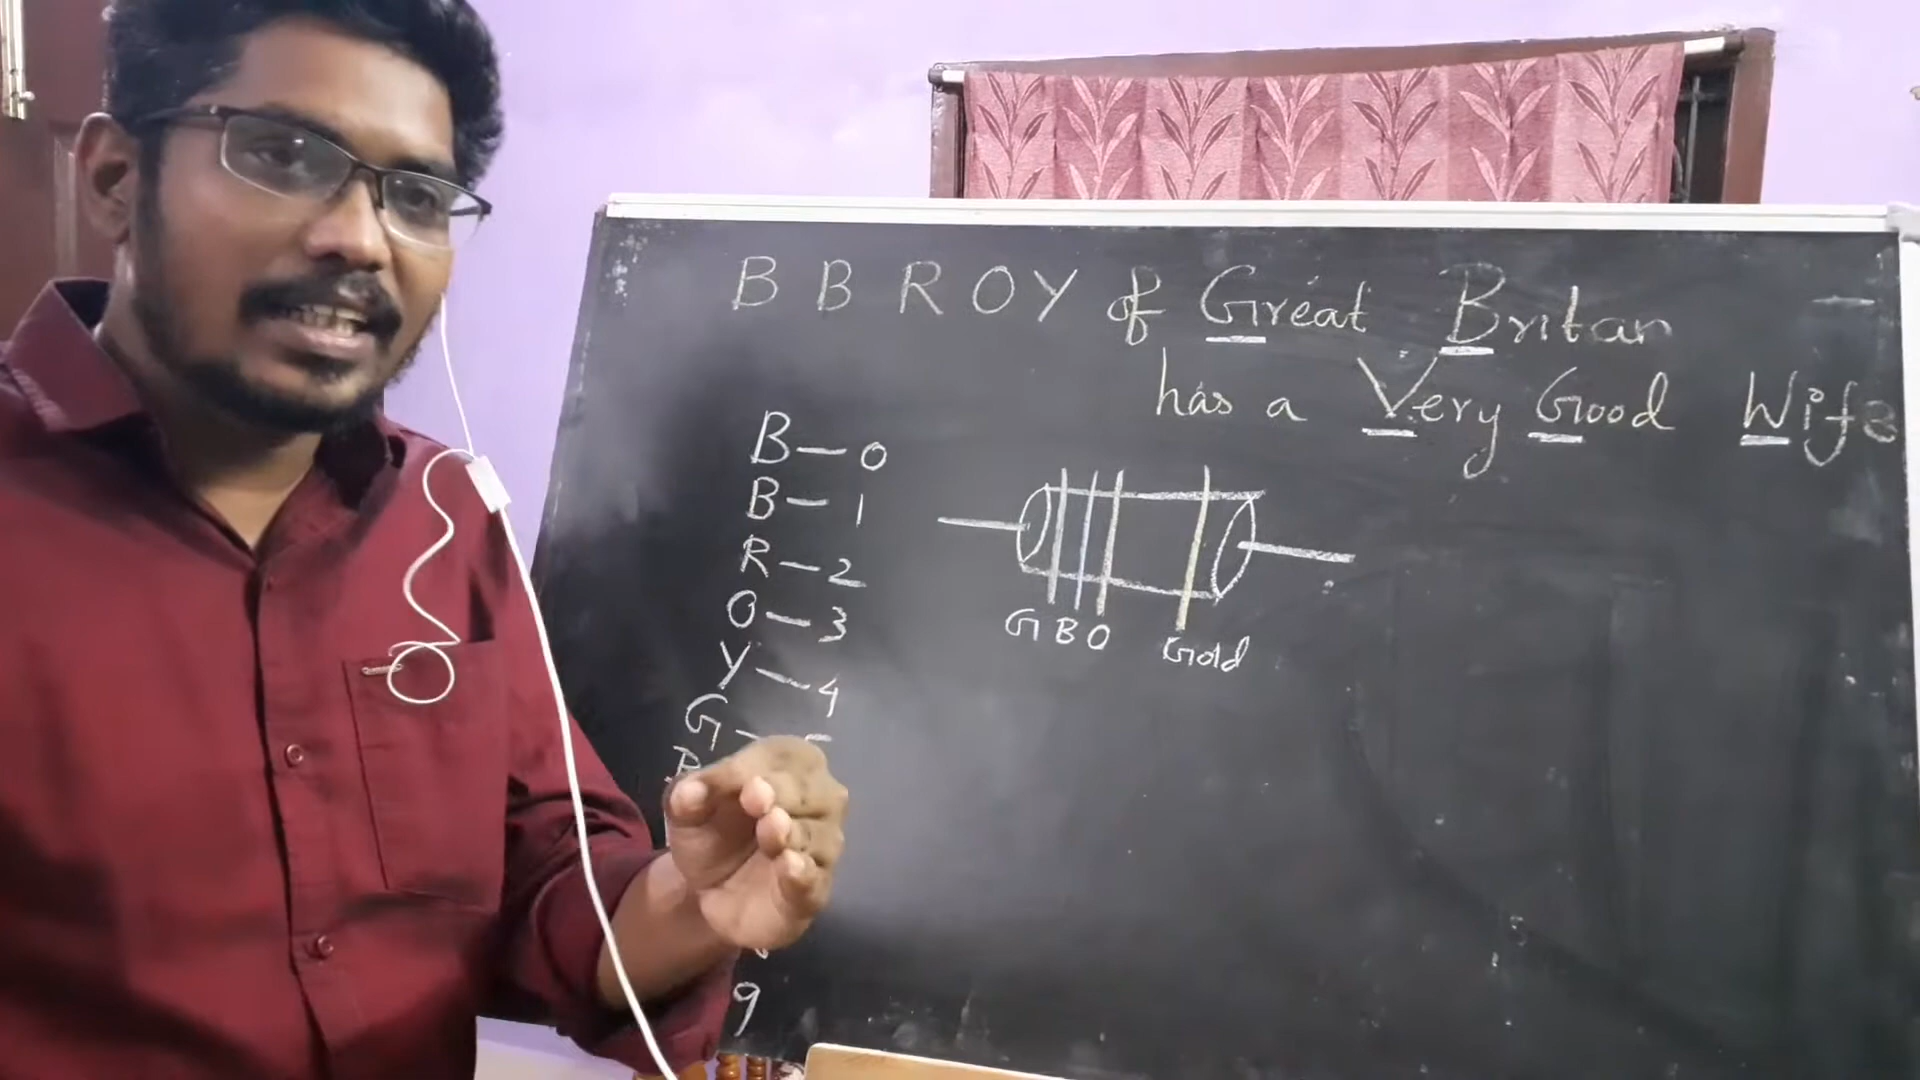 B B R O Y of Great Britan
has a Very Good Wife
B — 0
B — 1
R — 2
O — 3
Y — 4
G —
B
9
G B O
Gold